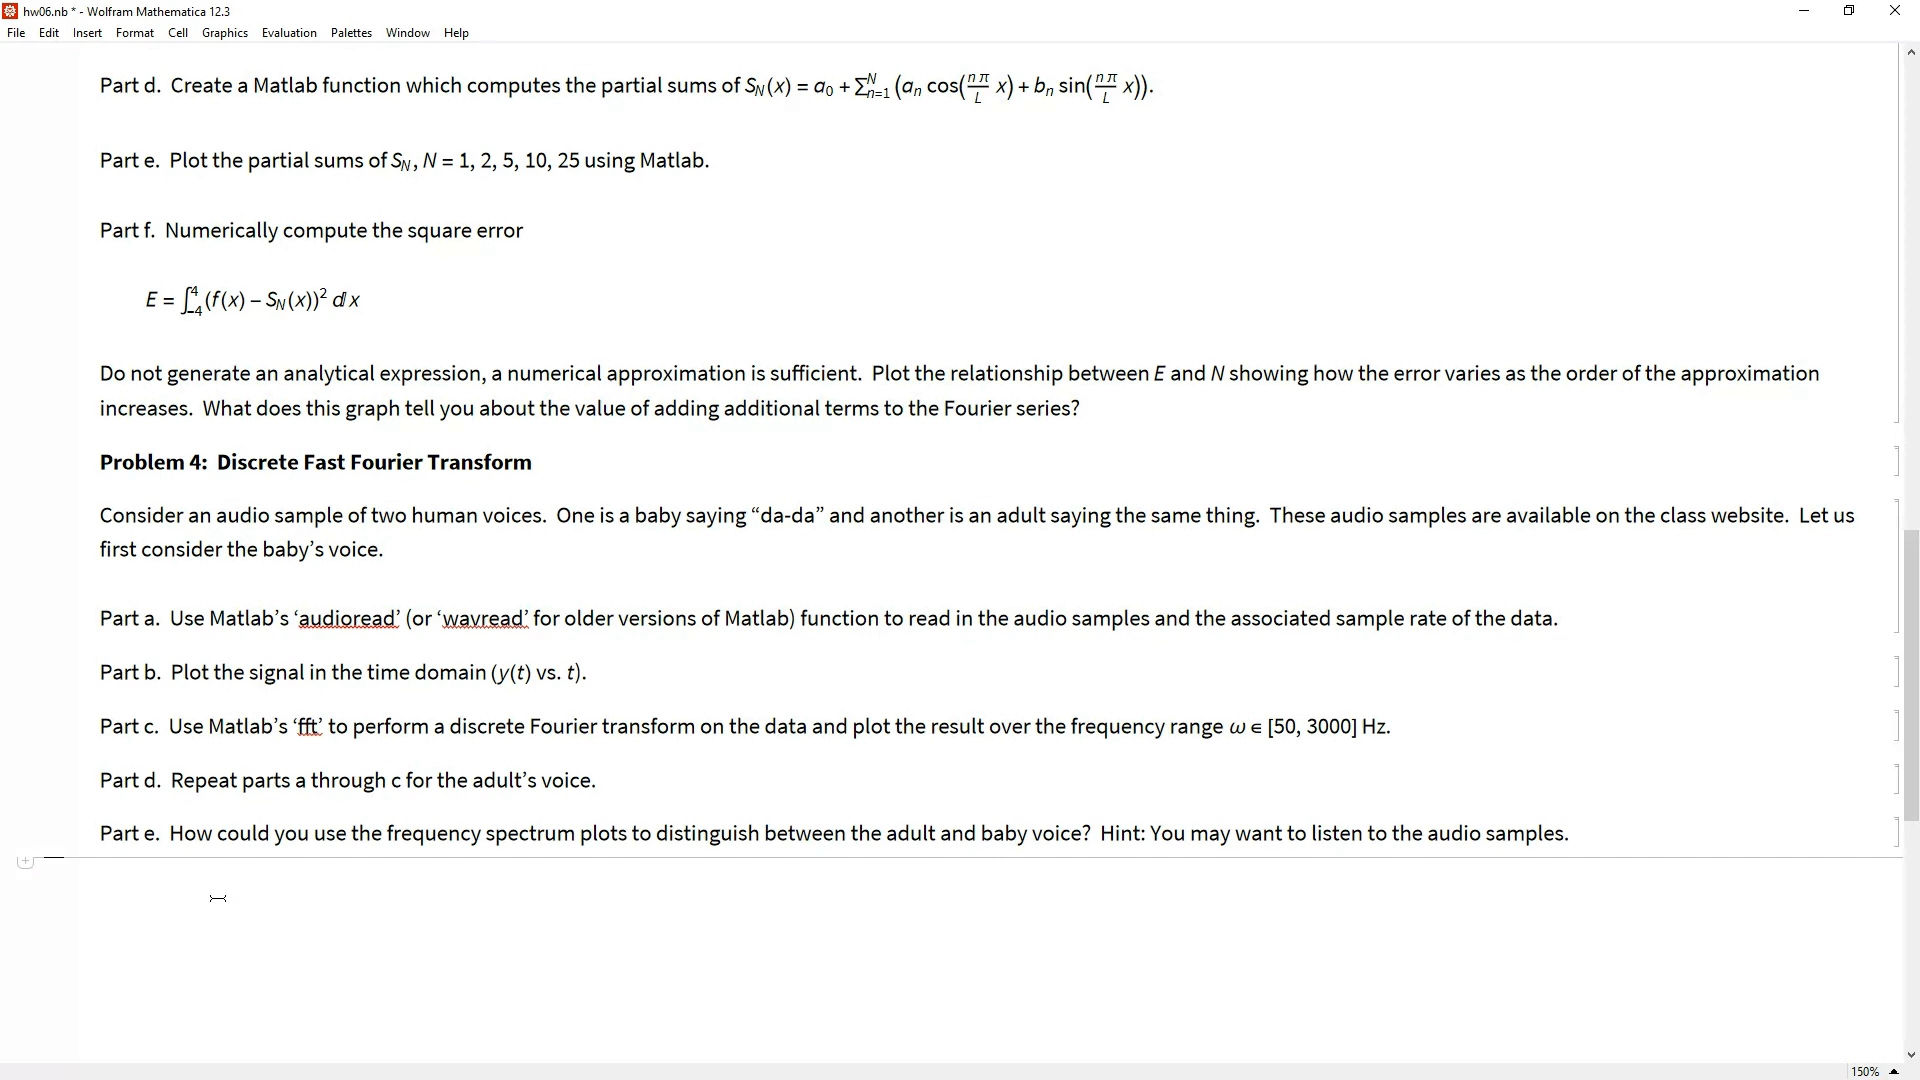 hw06.nb * - Wolfram Mathematica 12.3
File Edit Insert Format Cell Graphics Evaluation Palettes Window Help
Part d. Create a Matlab function which computes the partial sums of S_N(x) = a_0 + ∑_{n=1}^{N} (a_n cos(nπ/L x) + b_n sin(nπ/L x)).
Part e. Plot the partial sums of S_N, N = 1, 2, 5, 10, 25 using Matlab.
Part f. Numerically compute the square error
E = ∫_{-4}^{4} (f(x) – S_N(x))² ⅆx
Do not generate an analytical expression, a numerical approximation is sufficient. Plot the relationship between E and N showing how the error varies as the order of the approximation
increases. What does this graph tell you about the value of adding additional terms to the Fourier series?
Problem 4: Discrete Fast Fourier Transform
Consider an audio sample of two human voices. One is a baby saying “da-da” and another is an adult saying the same thing. These audio samples are available on the class website. Let us
first consider the baby’s voice.
Part a. Use Matlab’s ‘audioread’ (or ‘wavread’ for older versions of Matlab) function to read in the audio samples and the associated sample rate of the data.
Part b. Plot the signal in the time domain (y(t) vs. t).
Part c. Use Matlab’s ‘fft’ to perform a discrete Fourier transform on the data and plot the result over the frequency range ω ∈ [50, 3000] Hz.
Part d. Repeat parts a through c for the adult’s voice.
Part e. How could you use the frequency spectrum plots to distinguish between the adult and baby voice? Hint: You may want to listen to the audio samples.
150%